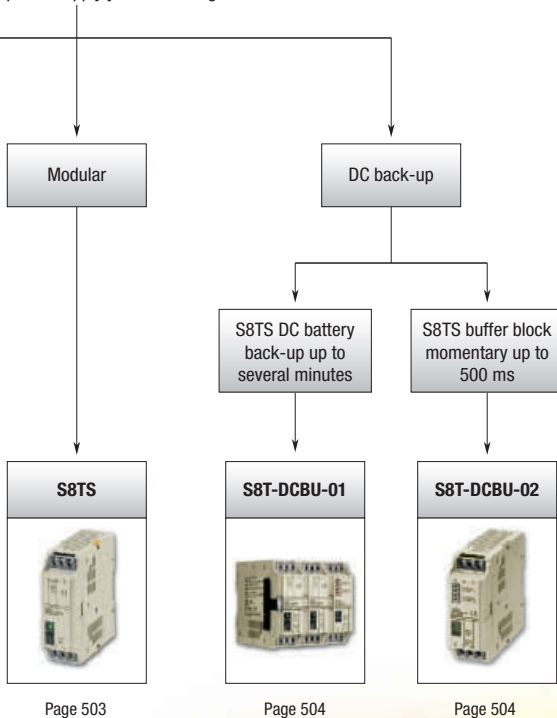 Modular
DC back-up
S8TS DC battery
back-up up to
several minutes
S8TS buffer block
momentary up to
500 ms
S8TS
S8T-DCBU-01
S8T-DCBU-02
Page 503
Page 504
Page 504